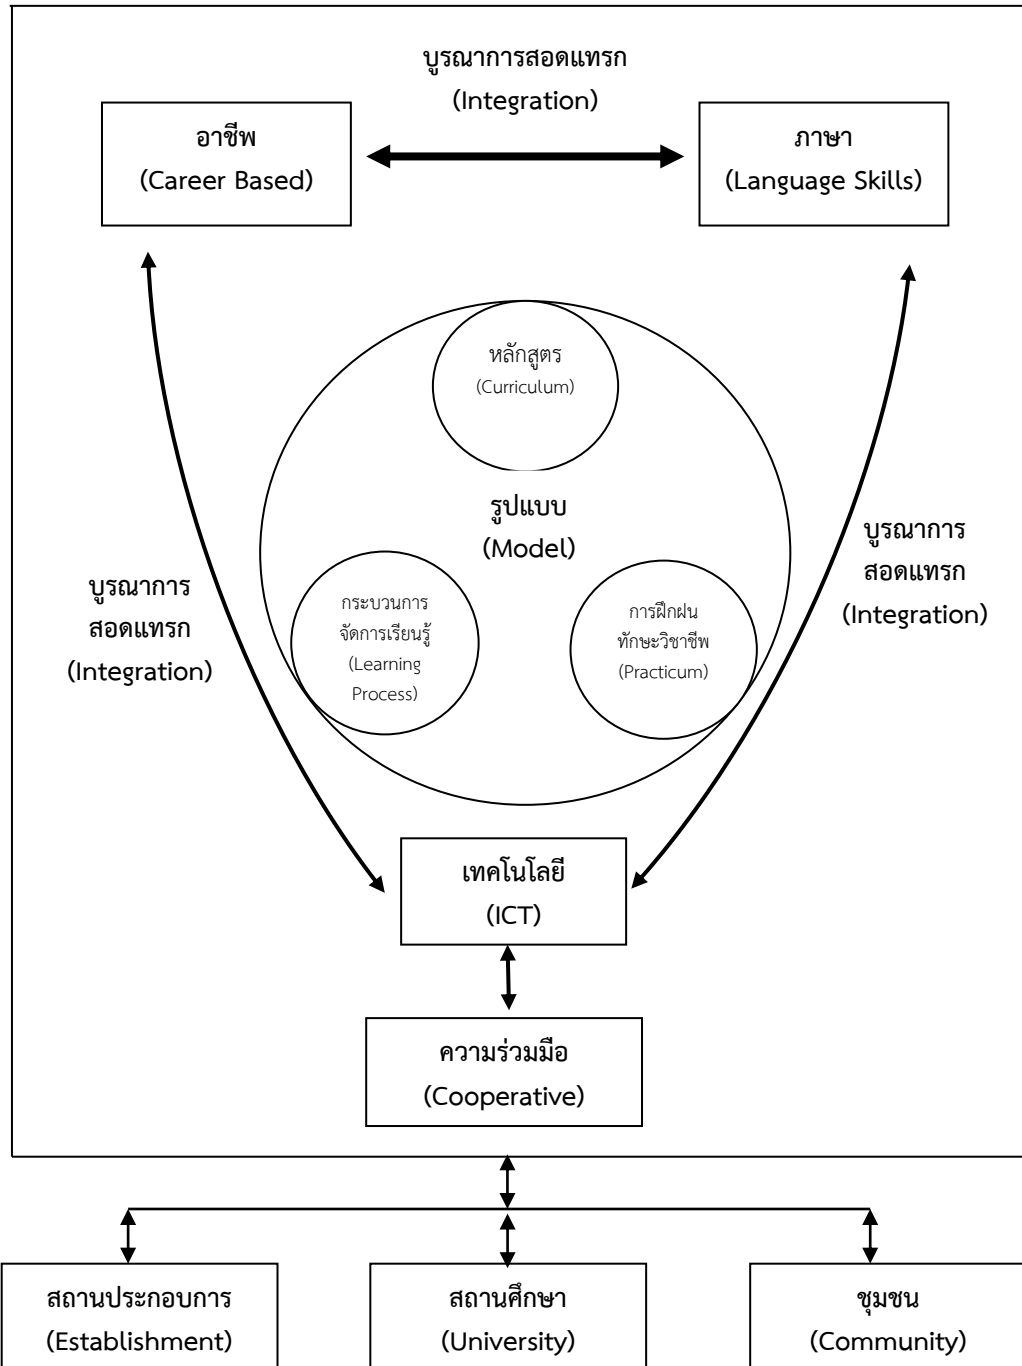 บูรณาการสอดแทรก
(Integration)
อาชีพ
(Career Based)
ภาษา
(Language Skills)
หลักสูตร
(Curriculum)
รูปแบบ
(Model)
บูรณาการ
สอดแทรก
(Integration)
กระบวนการ
จัดการเรียนรู้
(Learning
Process)
การฝึกฝน
ทักษะวิชาชีพ
(Practicum)
บูรณาการ
สอดแทรก
(Integration)
เทคโนโลยี
(ICT)
ความร่วมมือ
(Cooperative)
สถานประกอบการ
(Establishment)
สถานศึกษา
(University)
ชุมชน
(Community)